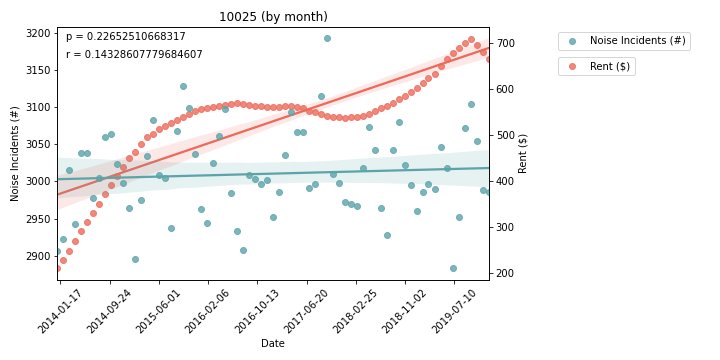 10025 (by month)
p = 0.22652510668317
r = 0.14328607779684607
Noise Incidents (#)
Rent ($)
3200
3150
3100
3050
3000
2950
2900
Noise Incidents (#)
700
600
500
400
300
200
Rent ($)
2014-01-17
2014-09-24
2015-06-01
2016-02-06
2016-10-13
2017-06-20
2018-02-25
2018-11-02
2019-07-10
Date